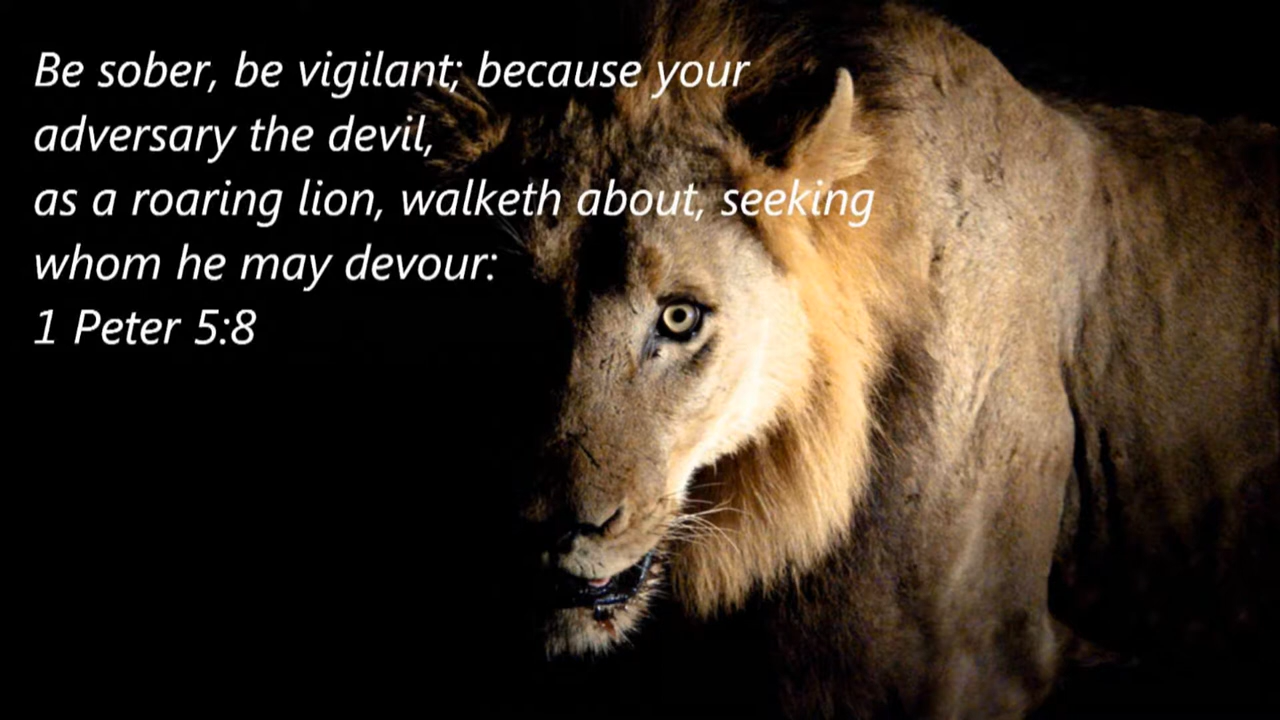 Be sober, be vigilant; because your
adversary the devil,
as a roaring lion, walketh about, seeking
whom he may devour:
1 Peter 5:8